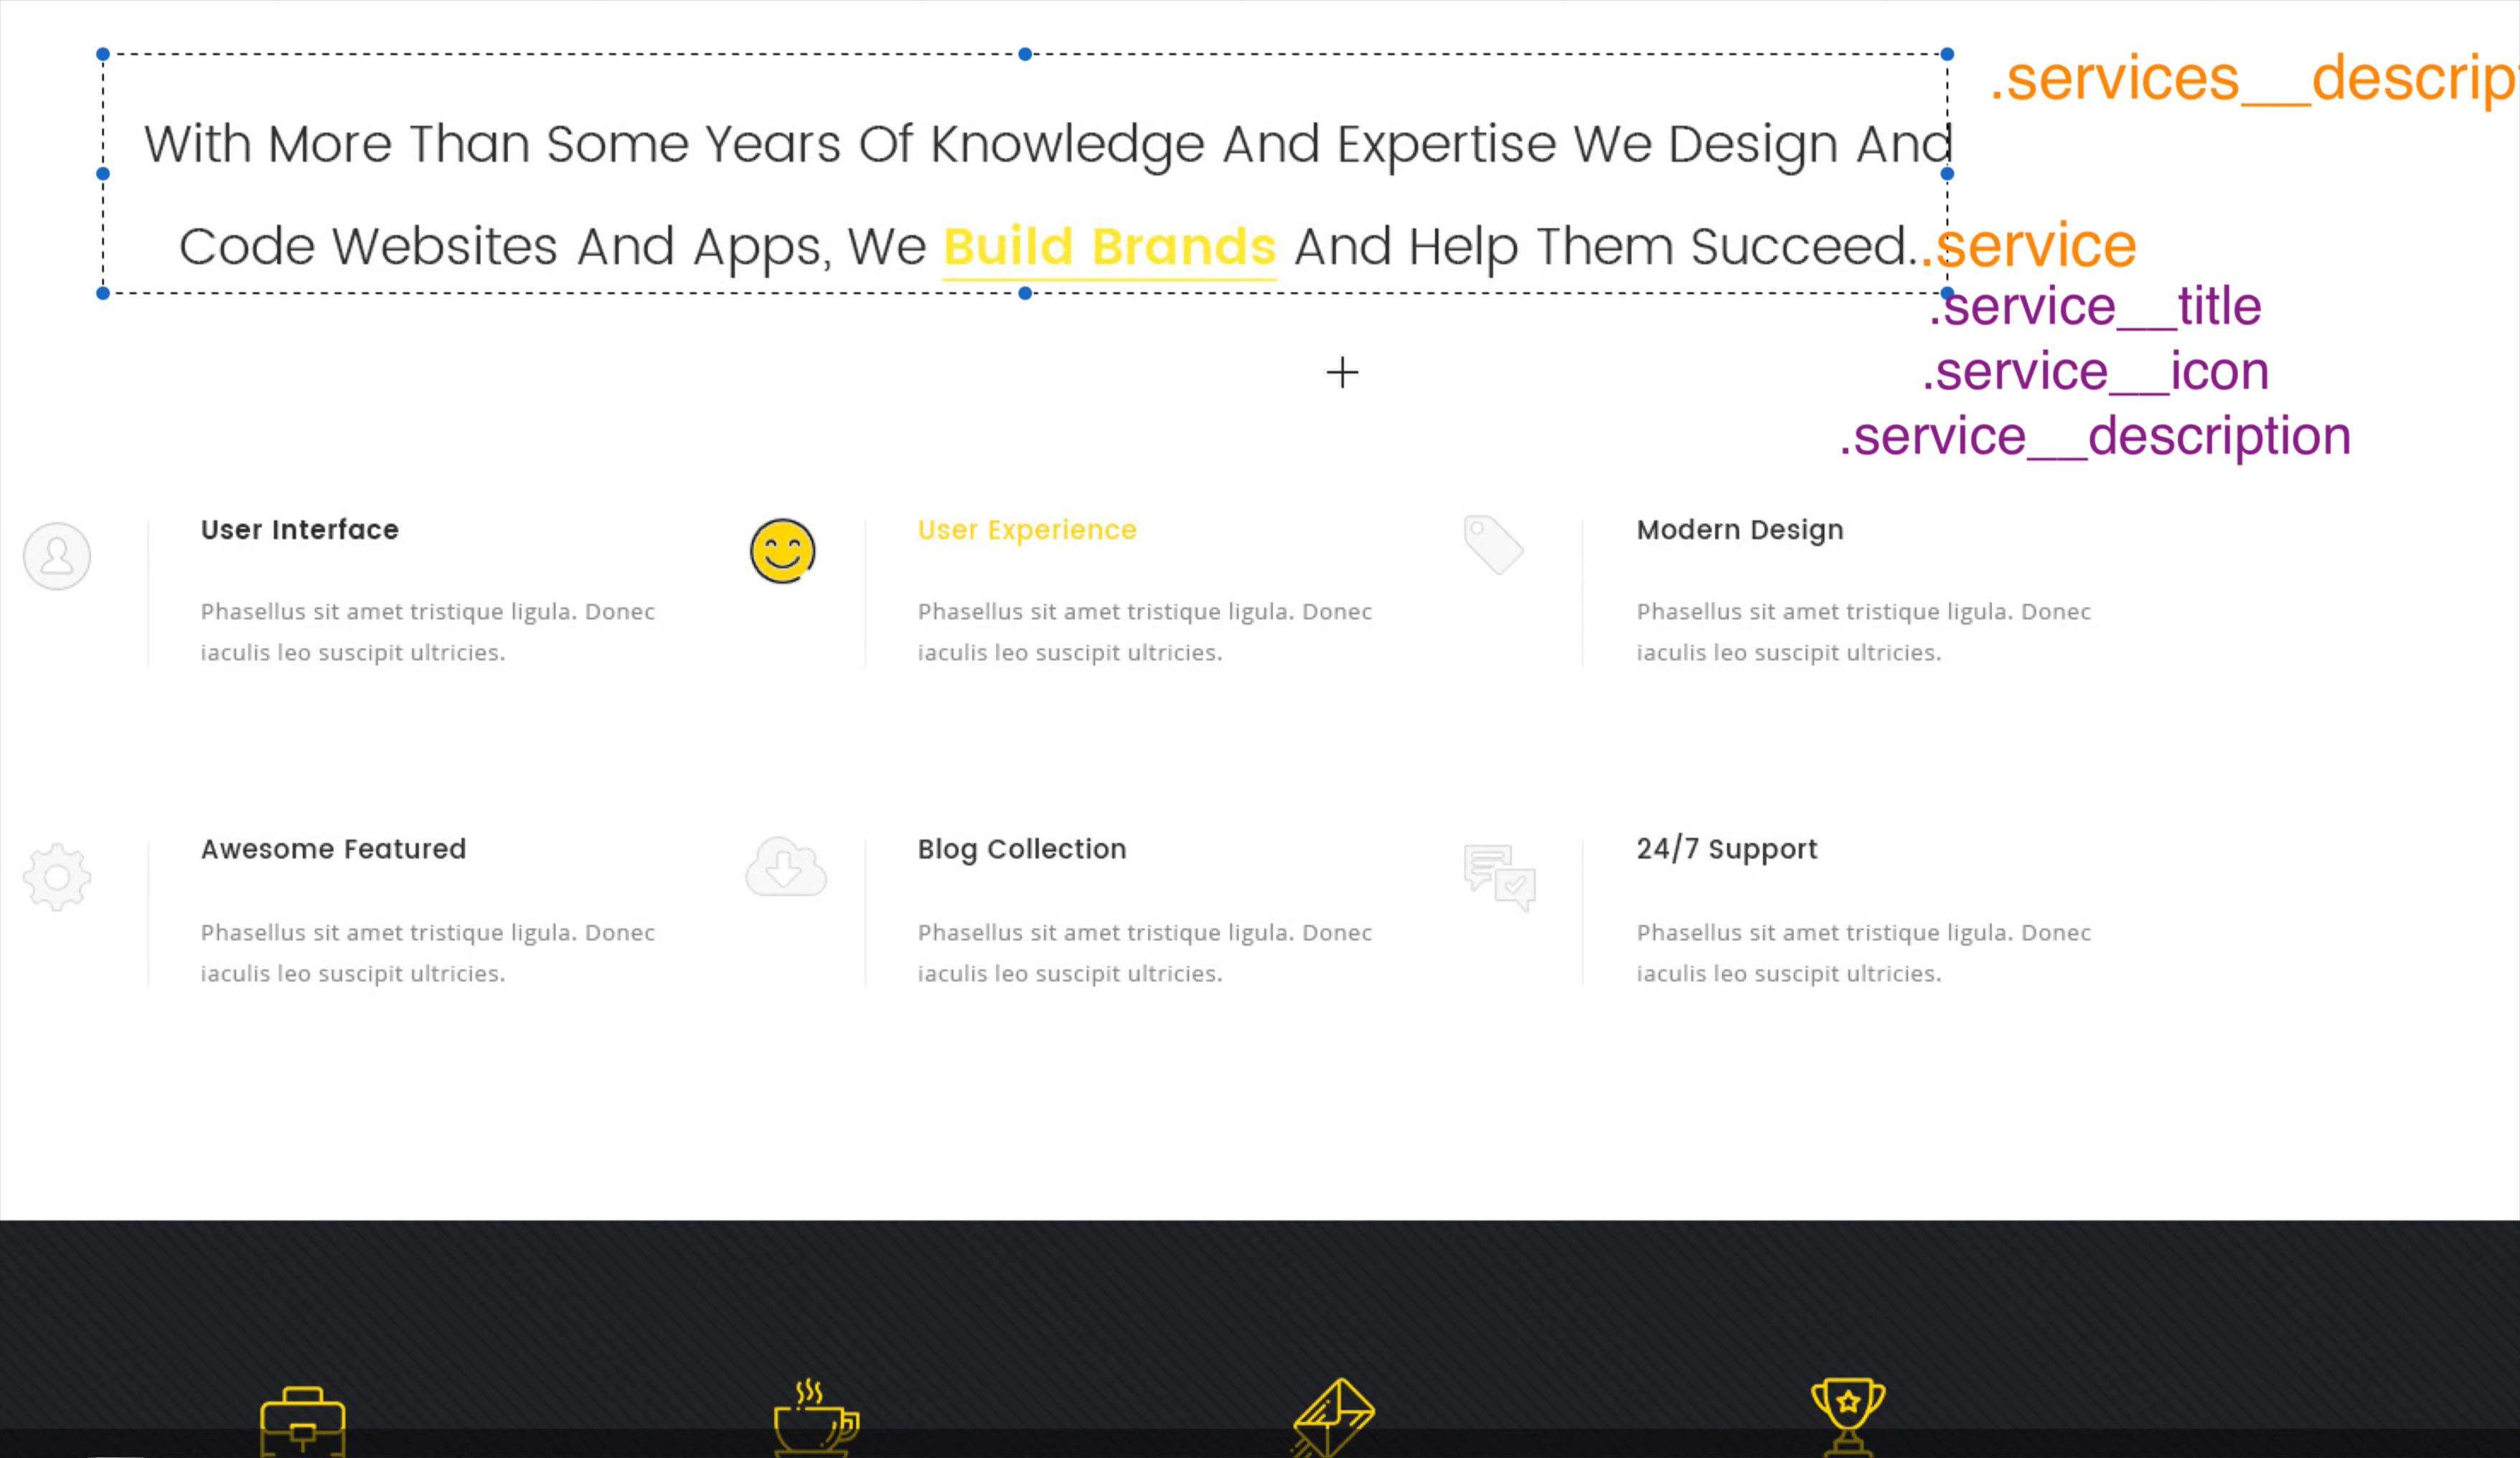 .services__descrip
With More Than Some Years Of Knowledge And Expertise We Design And
Code Websites And Apps, We Build Brands And Help Them Succeed.
.service
.service__title
.service__icon
.service__description
User Interface
Phasellus sit amet tristique ligula. Donec
iaculis leo suscipit ultricies.
User Experience
Phasellus sit amet tristique ligula. Donec
iaculis leo suscipit ultricies.
Modern Design
Phasellus sit amet tristique ligula. Donec
iaculis leo suscipit ultricies.
Awesome Featured
Phasellus sit amet tristique ligula. Donec
iaculis leo suscipit ultricies.
Blog Collection
Phasellus sit amet tristique ligula. Donec
iaculis leo suscipit ultricies.
24/7 Support
Phasellus sit amet tristique ligula. Donec
iaculis leo suscipit ultricies.